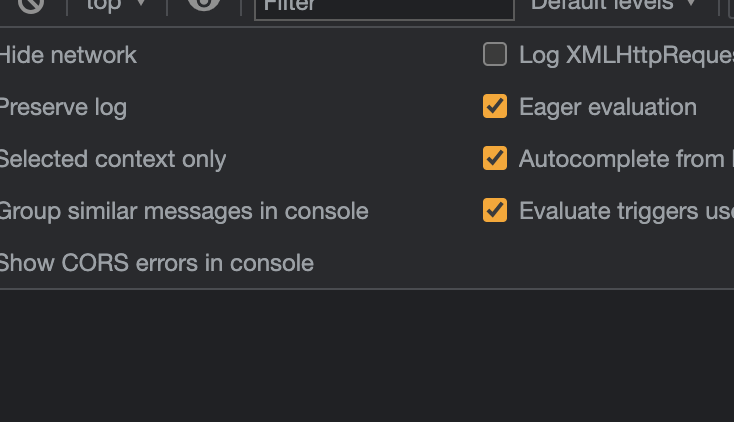 top Filter Default levels
Hide network Log XMLHttpReques
Preserve log Eager evaluation
Selected context only Autocomplete from
Group similar messages in console Evaluate triggers use
Show CORS errors in console